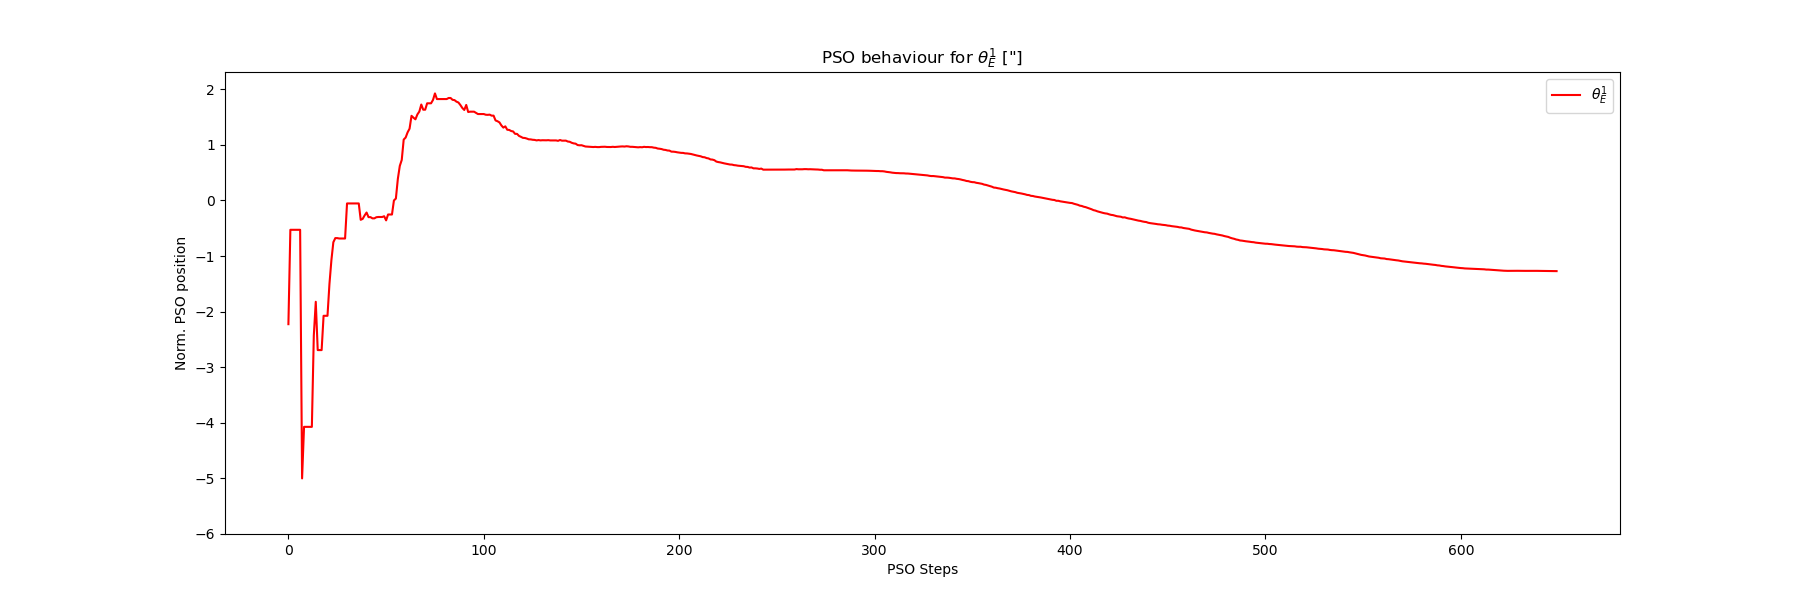 PSO behaviour for $\theta_E^1$ ["]
θ_E^1
Norm. PSO position
2
1
0
−1
−2
−3
−4
−5
−6
0 100 200 300 400 500 600
PSO Steps